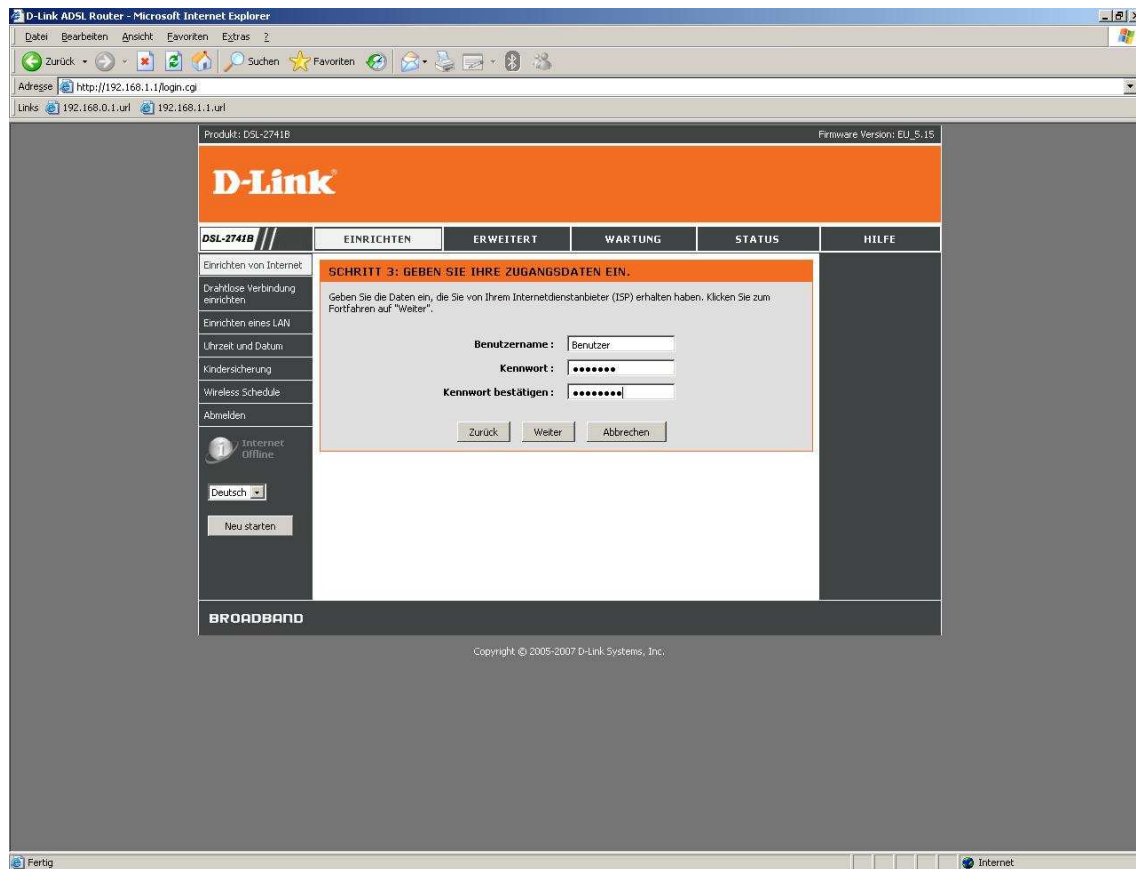 D-Link ADSL Router - Microsoft Internet Explorer
Datei Bearbeiten Ansicht Favoriten Extras ?
Zurück Suchen Favoriten
Adresse http://192.168.1.1/login.cgi
Links 192.168.0.1.url 192.168.1.1.url
Produkt: DSL-2741B Firmware Version: EU_5.15
D-Link
DSL-2741B EINRICHTEN ERWEITERT WARTUNG STATUS HILFE
Einrichten von Internet
Drahtlose Verbindung
einrichten
Einrichten eines LAN
Uhrzeit und Datum
Kindersicherung
Wireless Schedule
Abmelden
Internet
Offline
Deutsch
Neu starten
SCHRITT 3: GEBEN SIE IHRE ZUGANGSDATEN EIN.
Geben Sie die Daten ein, die Sie von Ihrem Internetdienstanbieter (ISP) erhalten haben. Klicken Sie zum
Fortfahren auf "Weiter".
Benutzername : Benutzer
Kennwort : •••••••
Kennwort bestätigen : ••••••••
Zurück Weiter Abbrechen
BROADBAND
Copyright © 2005-2007 D-Link Systems, Inc.
Fertig Internet